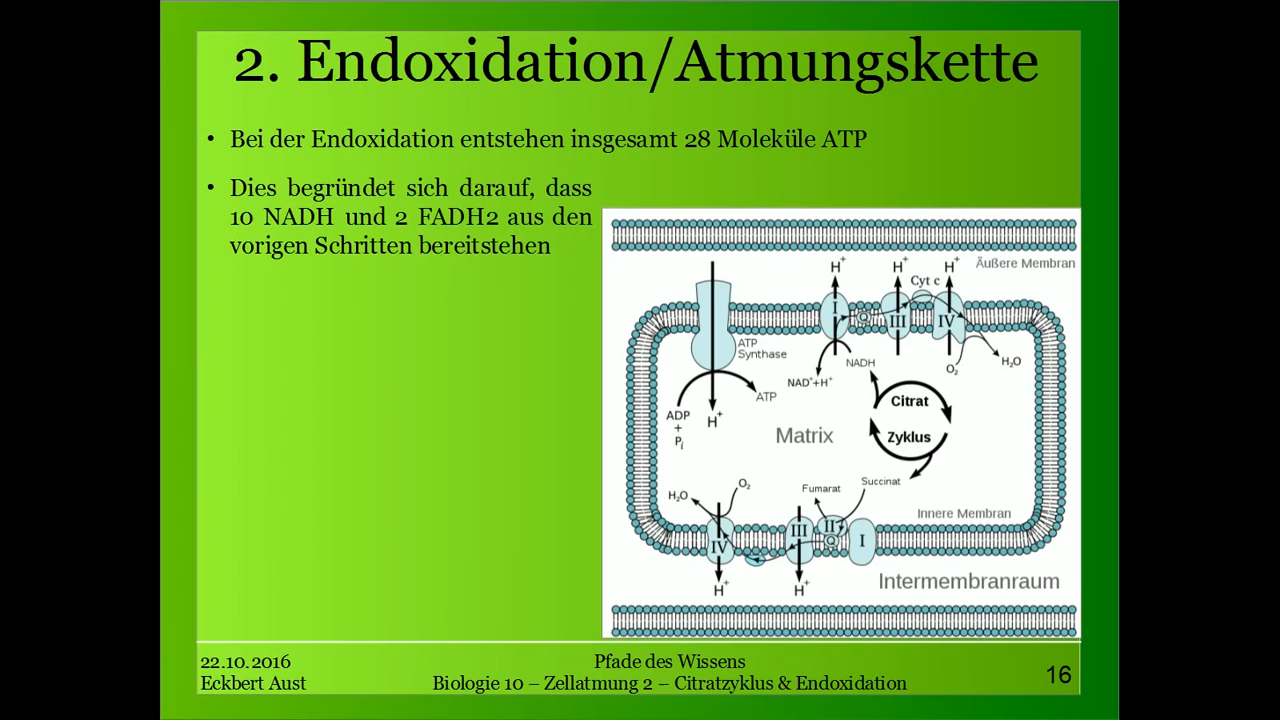 2. Endoxidation/Atmungskette
• Bei der Endoxidation entstehen insgesamt 28 Moleküle ATP
• Dies begründet sich darauf, dass
10 NADH und 2 FADH2 aus den
vorigen Schritten bereitstehen
Äußere Membran
H⁺
H⁺
H⁺
Cyt c
I
Q
III
IV
ATP
Synthase
NADH
NAD⁺+H⁺
O₂
H₂O
ATP
ADP
+
Pᵢ
H⁺
Citrat
Zyklus
Matrix
Succinat
Fumarat
O₂
H₂O
Innere Membran
IV
III
II
Q
I
H⁺
H⁺
Intermembranraum
22.10.2016
Eckbert Aust
Pfade des Wissens
Biologie 10 – Zellatmung 2 – Citratzyklus & Endoxidation
16